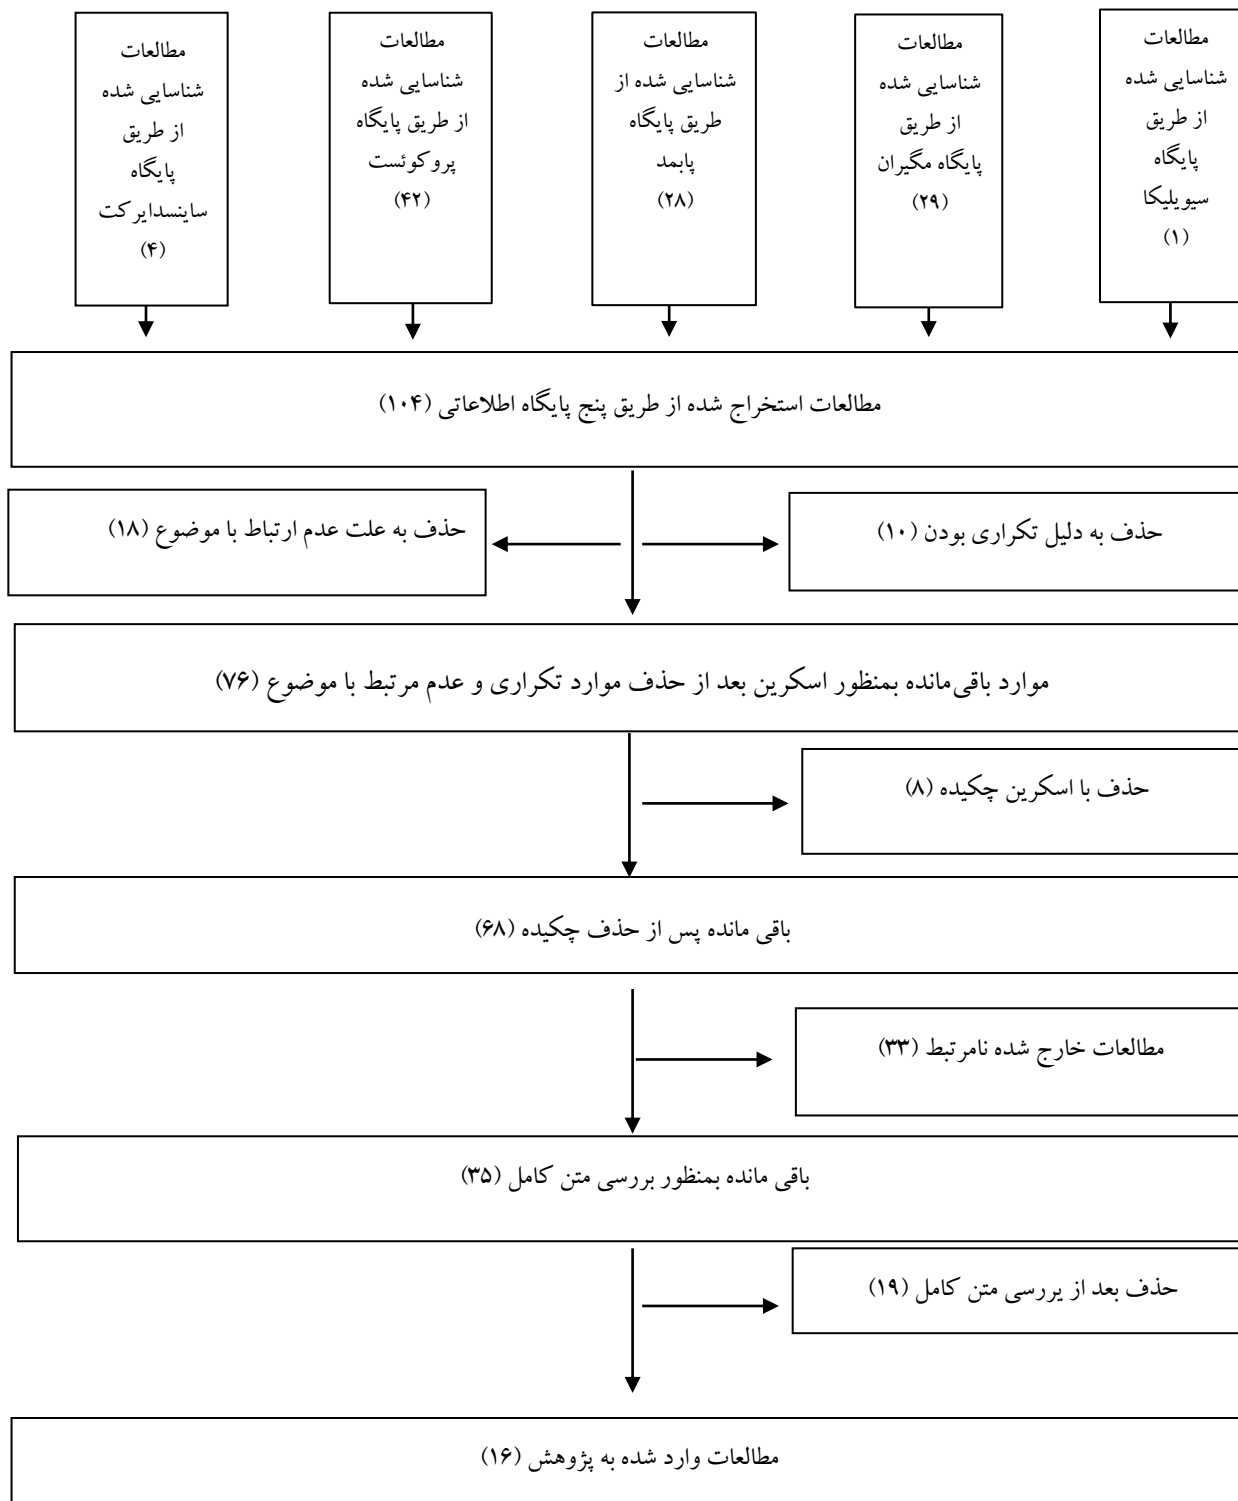 مطالعات
شناسایی شده
از طریق
پایگاه
سیویلیکا
(۱)
مطالعات
شناسایی شده
از طریق
پایگاه مگیران
(۲۹)
مطالعات
شناسایی شده از
طریق پایگاه
پابمد
(۲۸)
مطالعات
شناسایی شده
از طریق پایگاه
پروکوئست
(۴۲)
مطالعات
شناسایی شده
از طریق
پایگاه
ساینسدایرکت
(۴)
مطالعات استخراج شده از طریق پنج پایگاه اطلاعاتی (۱۰۴)
حذف به دلیل تکراری بودن (۱۰)
حذف به علت عدم ارتباط با موضوع (۱۸)
موارد باقی‌مانده بمنظور اسکرین بعد از حذف موارد تکراری و عدم مرتبط با موضوع (۷۶)
حذف با اسکرین چکیده (۸)
باقی مانده پس از حذف چکیده (۶۸)
مطالعات خارج شده نامرتبط (۳۳)
باقی مانده بمنظور بررسی متن کامل (۳۵)
حذف بعد از یررسی متن کامل (۱۹)
مطالعات وارد شده به پژوهش (۱۶)